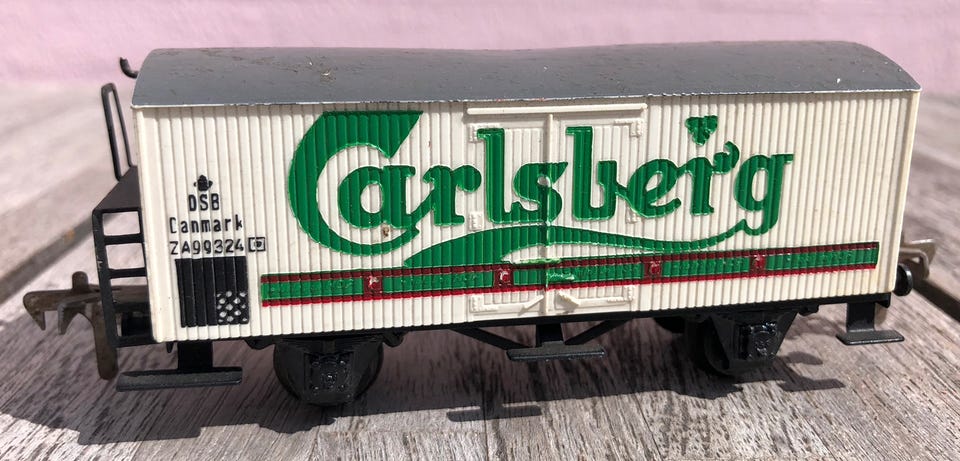 Carlsberg
DSB
Danmark
ZA99324